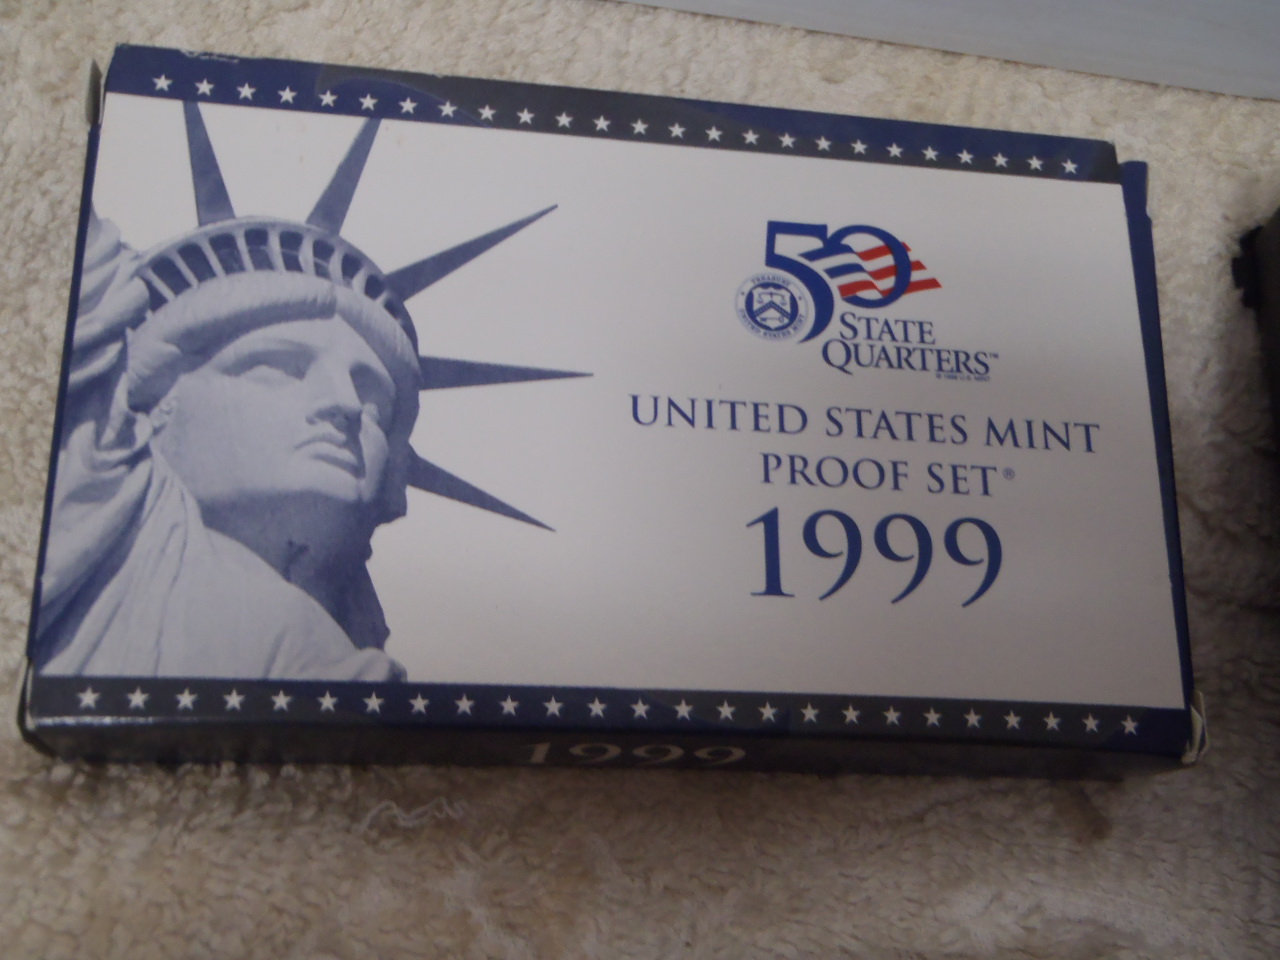 50
STATE
QUARTERS™
UNITED STATES MINT
PROOF SET®
1999
1999